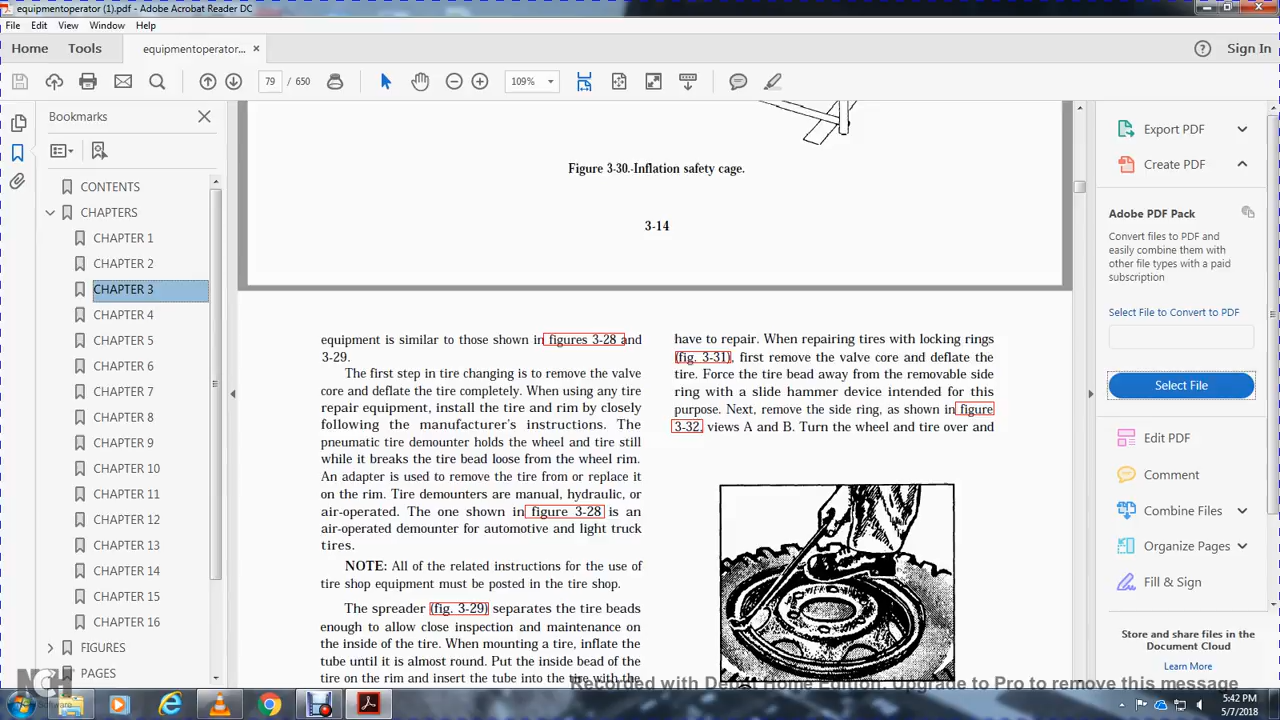 equipmentoperator (1).pdf - Adobe Acrobat Reader DC
File Edit View Window Help
Home Tools equipmentoperator... × Sign In
79 / 650 109%
Bookmarks
CONTENTS
CHAPTERS
CHAPTER 1
CHAPTER 2
CHAPTER 3
CHAPTER 4
CHAPTER 5
CHAPTER 6
CHAPTER 7
CHAPTER 8
CHAPTER 9
CHAPTER 10
CHAPTER 11
CHAPTER 12
CHAPTER 13
CHAPTER 14
CHAPTER 15
CHAPTER 16
FIGURES
PAGES
Figure 3-30.-Inflation safety cage.
3-14
equipment is similar to those shown in figures 3-28 and
3-29.
The first step in tire changing is to remove the valve
core and deflate the tire completely. When using any tire
repair equipment, install the tire and rim by closely
following the manufacturer's instructions. The
pneumatic tire demounter holds the wheel and tire still
while it breaks the tire bead loose from the wheel rim.
An adapter is used to remove the tire from or replace it
on the rim. Tire demounters are manual, hydraulic, or
air-operated. The one shown in figure 3-28 is an
air-operated demounter for automotive and light truck
tires.
NOTE: All of the related instructions for the use of
tire shop equipment must be posted in the tire shop.
The spreader (fig. 3-29) separates the tire beads
enough to allow close inspection and maintenance on
the inside of the tire. When mounting a tire, inflate the
tube until it is almost round. Put the inside bead of the
tire on the rim and insert the tube into the tire with the
have to repair. When repairing tires with locking rings
(fig. 3-31), first remove the valve core and deflate the
tire. Force the tire bead away from the removable side
ring with a slide hammer device intended for this
purpose. Next, remove the side ring, as shown in figure
3-32, views A and B. Turn the wheel and tire over and
Export PDF
Create PDF
Adobe PDF Pack
Convert files to PDF and
easily combine them with
other file types with a paid
subscription
Select File to Convert to PDF
Select File
Edit PDF
Comment
Combine Files
Organize Pages
Fill & Sign
Store and share files in the
Document Cloud
Learn More
Recorded with Debut Home Edition. Upgrade to Pro to remove this message
NCH
Software
5:42 PM
5/7/2018